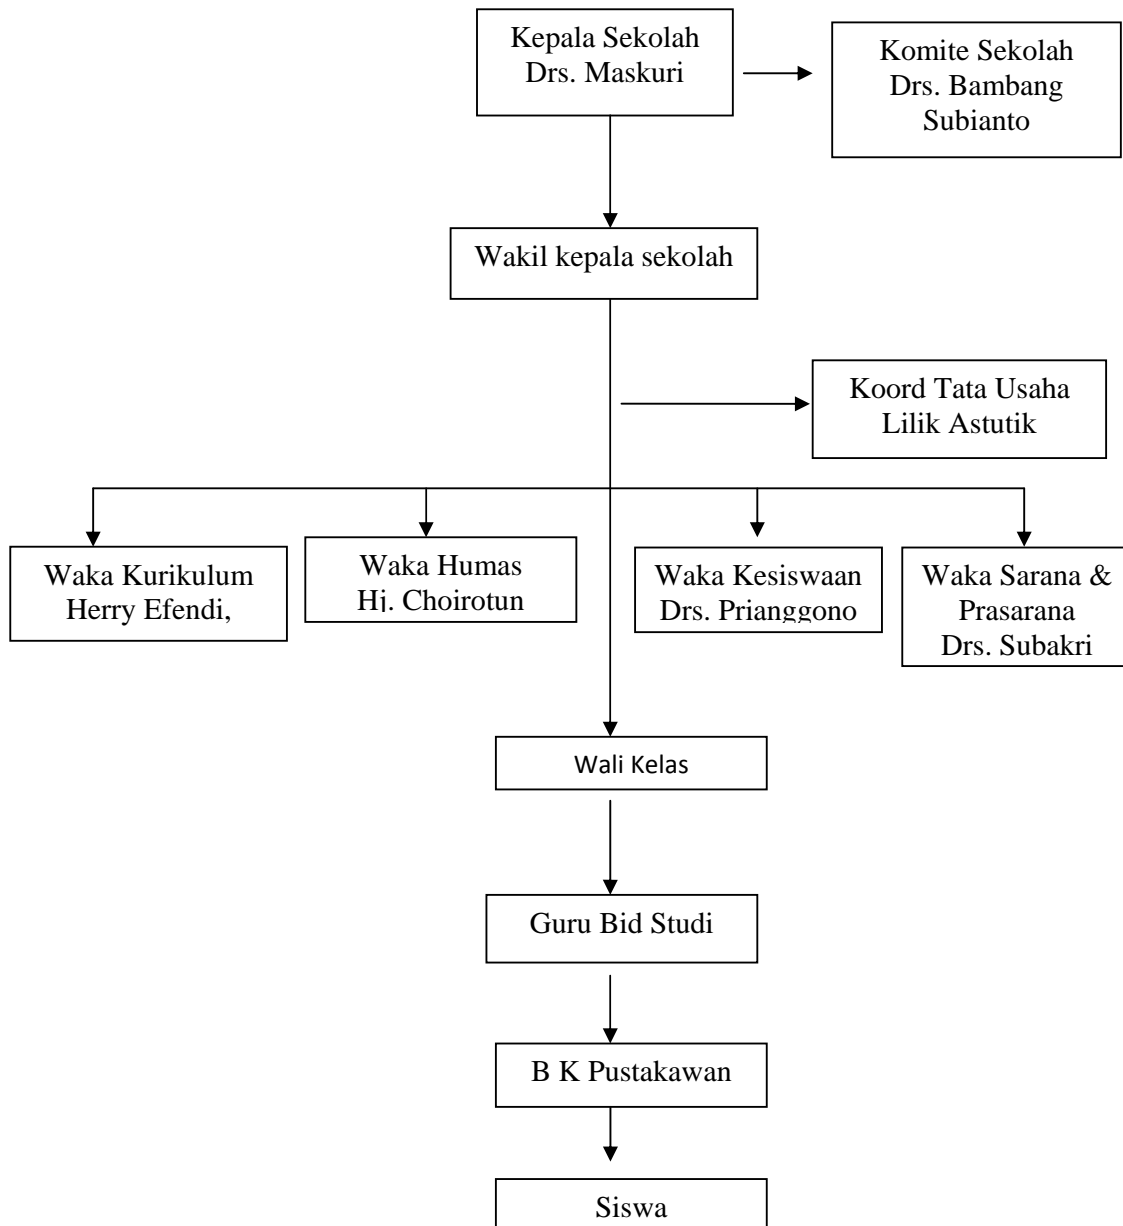 Kepala Sekolah
Drs. Maskuri
Komite Sekolah
Drs. Bambang
Subianto
Wakil kepala sekolah
Koord Tata Usaha
Lilik Astutik
Waka Kurikulum
Herry Efendi,
Waka Humas
Hj. Choirotun
Waka Kesiswaan
Drs. Prianggono
Waka Sarana &
Prasarana
Drs. Subakri
Wali Kelas
Guru Bid Studi
B K Pustakawan
Siswa